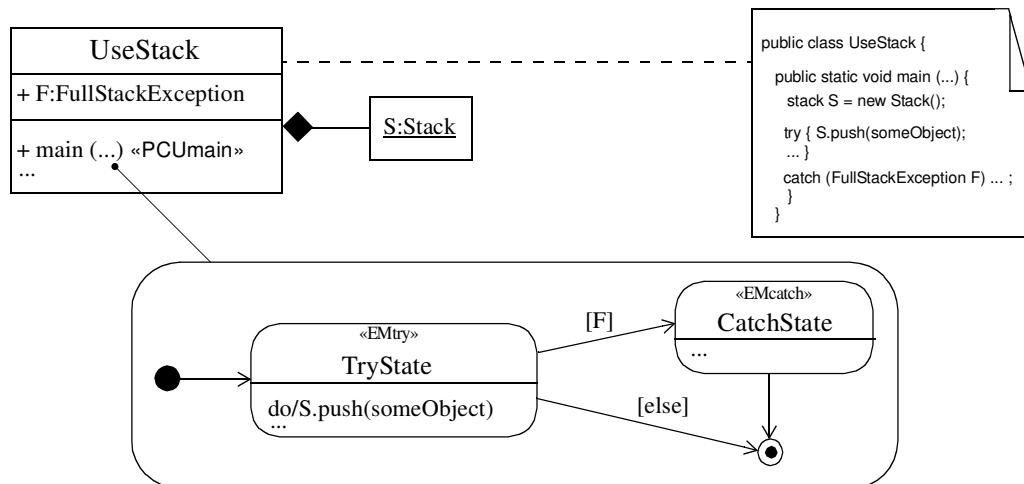 UseStack
+ F:FullStackException
+ main (...) «PCUmain»
...
S:Stack
public class UseStack {
public static void main (...) {
stack S = new Stack();
try { S.push(someObject);
... }
catch (FullStackException F) ... ;
}
}
«EMtry»
TryState
do/S.push(someObject)
...
[F]
[else]
«EMcatch»
CatchState
...